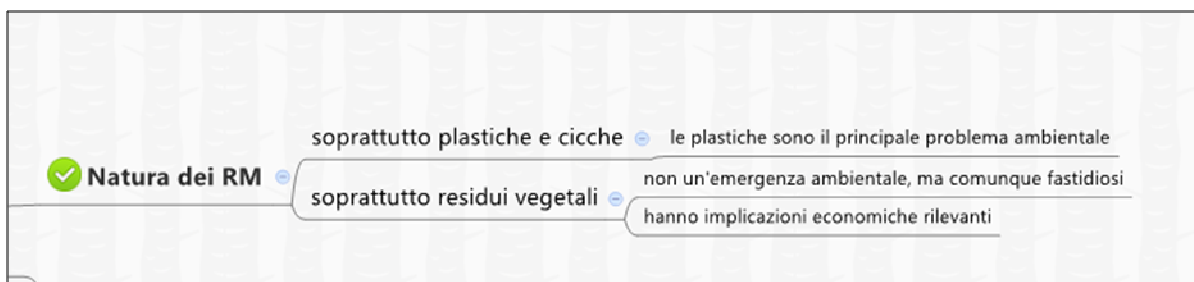 soprattutto plastiche e cicche
le plastiche sono il principale problema ambientale
Natura dei RM
soprattutto residui vegetali
non un'emergenza ambientale, ma comunque fastidiosi
hanno implicazioni economiche rilevanti